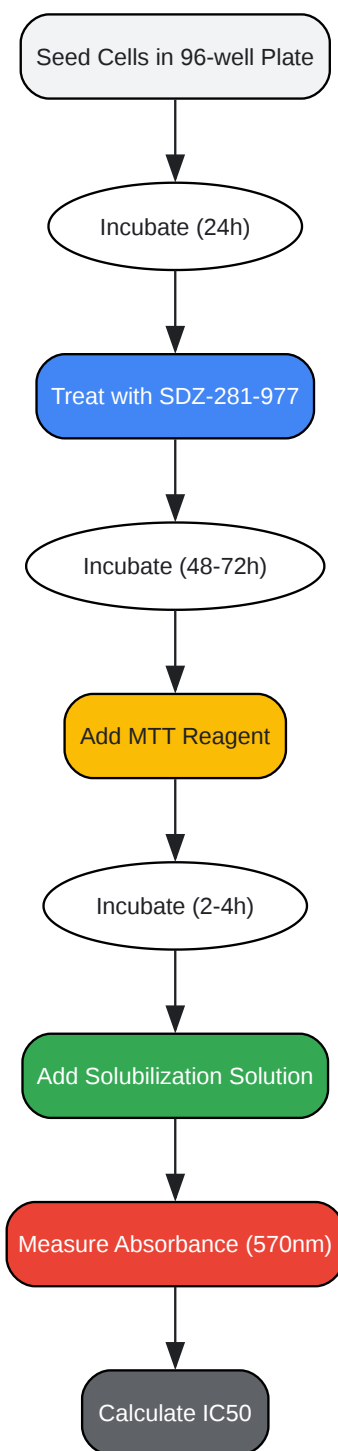 Seed Cells in 96-well Plate
Incubate (24h)
Treat with SDZ-281-977
Incubate (48-72h)
Add MTT Reagent
Incubate (2-4h)
Add Solubilization Solution
Measure Absorbance (570nm)
Calculate IC50